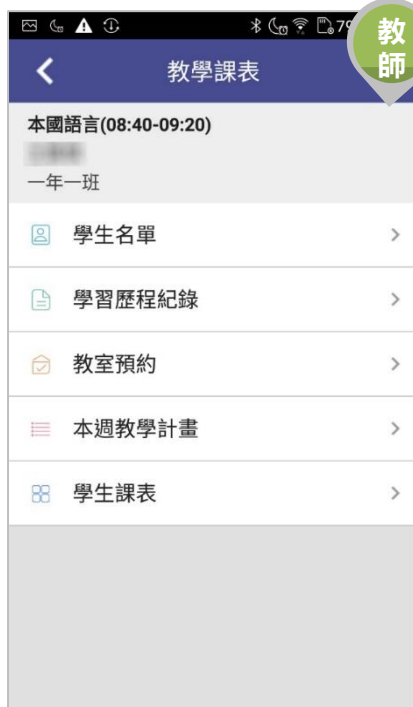 79
教師
教學課表
本國語言(08:40-09:20)
一年一班
學生名單
學習歷程紀錄
教室預約
本週教學計畫
學生課表